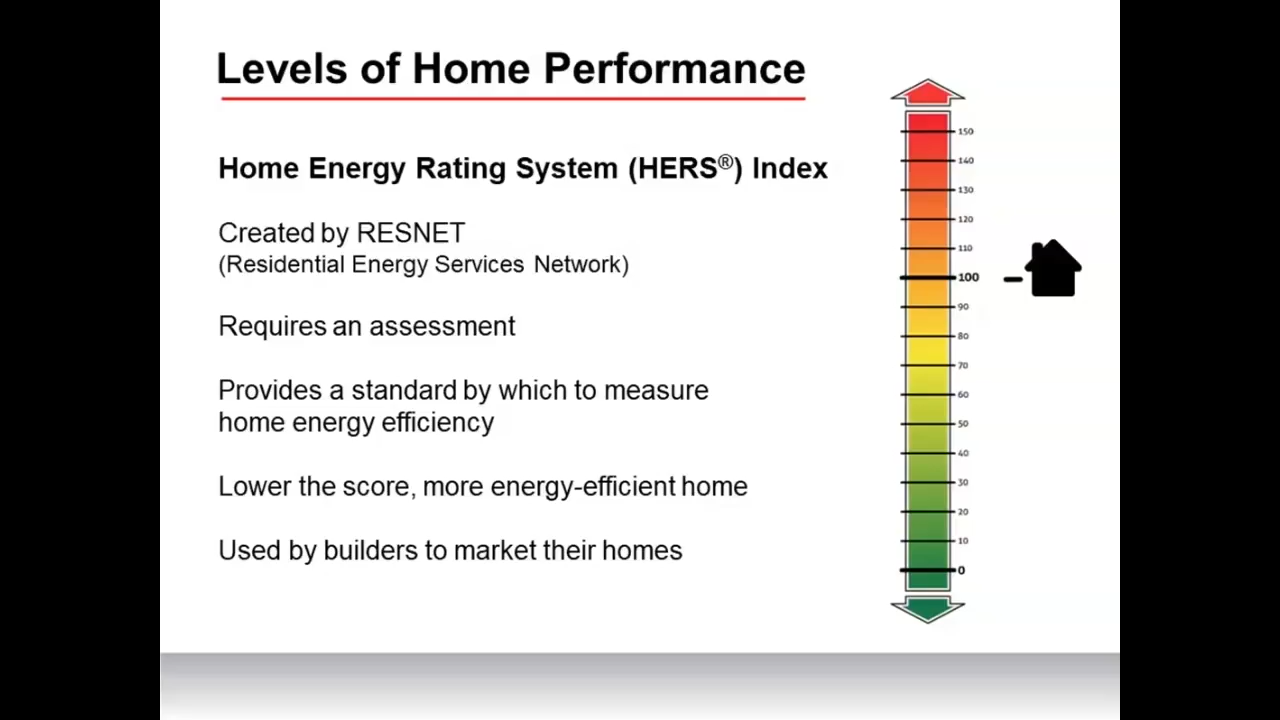 Levels of Home Performance
Home Energy Rating System (HERS®) Index
Created by RESNET
(Residential Energy Services Network)
Requires an assessment
Provides a standard by which to measure
home energy efficiency
Lower the score, more energy-efficient home
Used by builders to market their homes
150
140
130
120
110
100
90
80
70
60
50
40
30
20
10
0